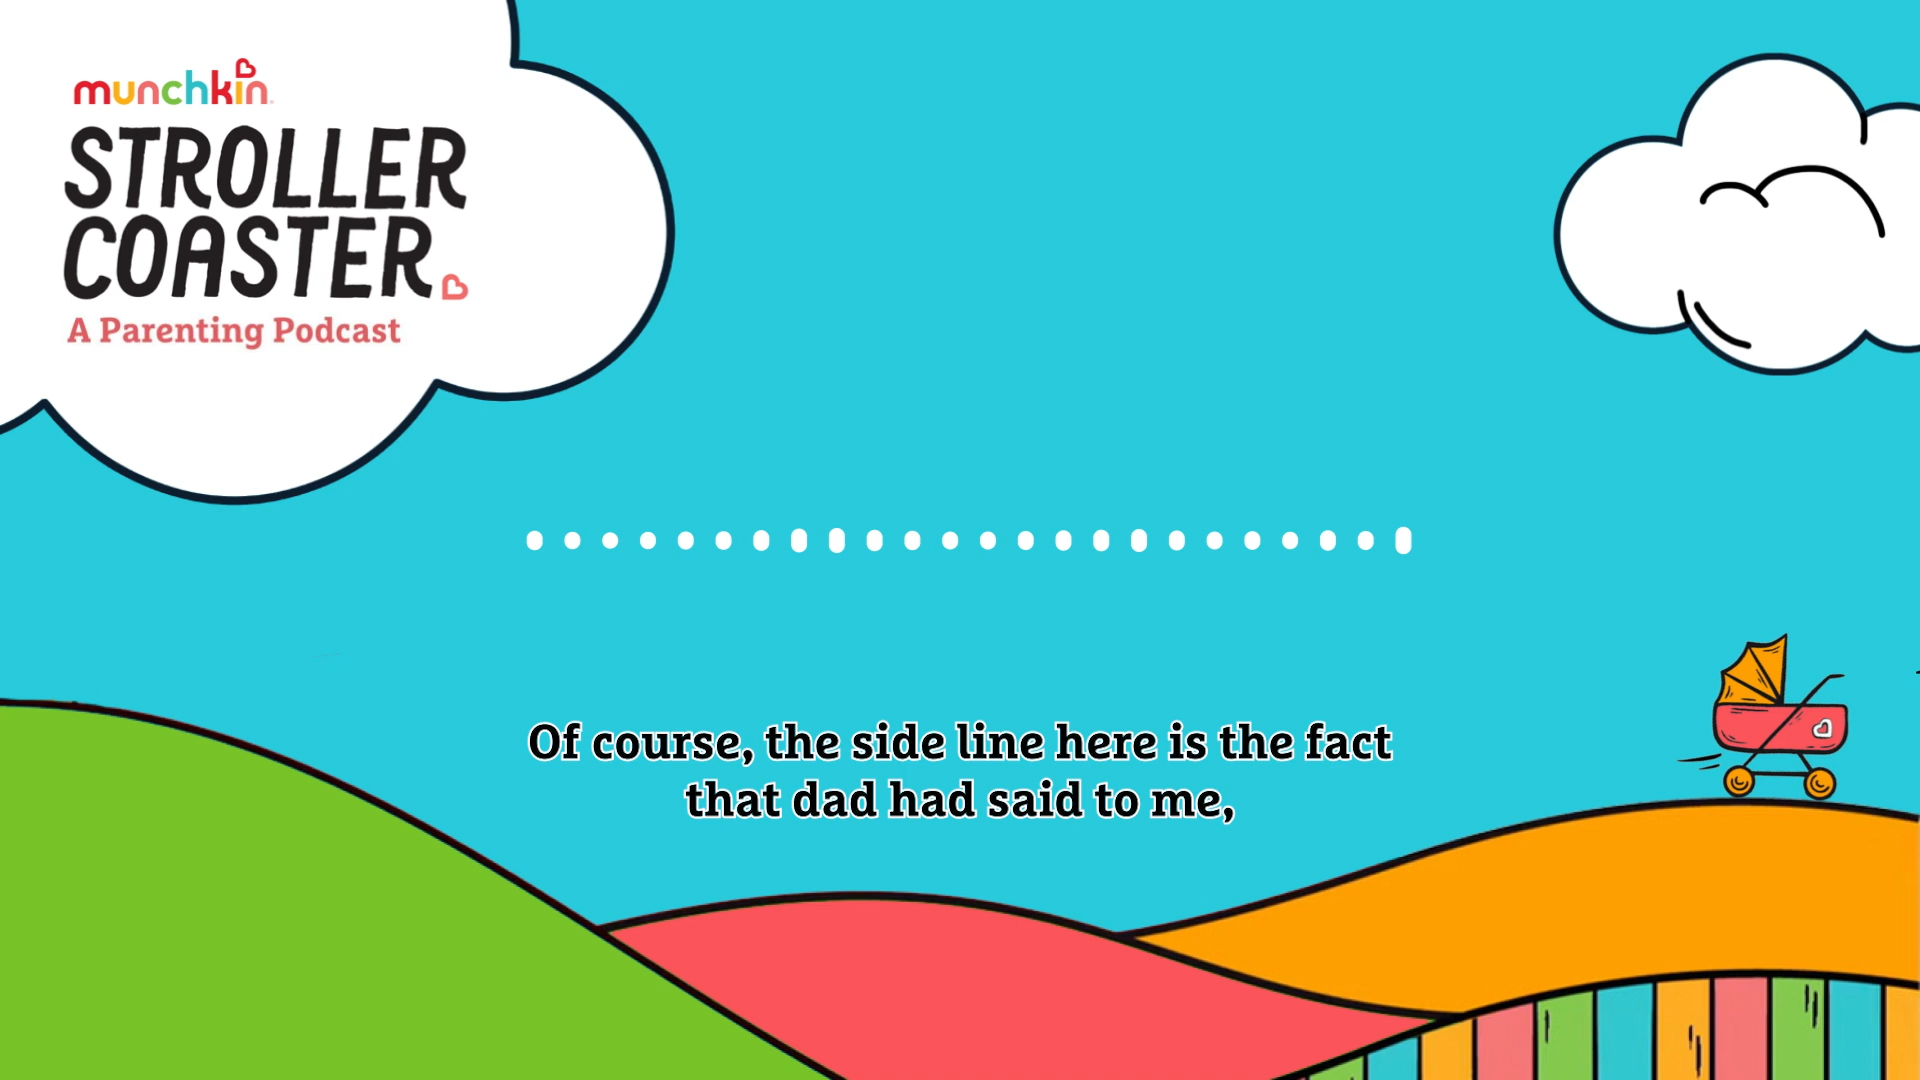 munchkin
STROLLER
COASTER
A Parenting Podcast
Of course, the side line here is the fact
that dad had said to me,